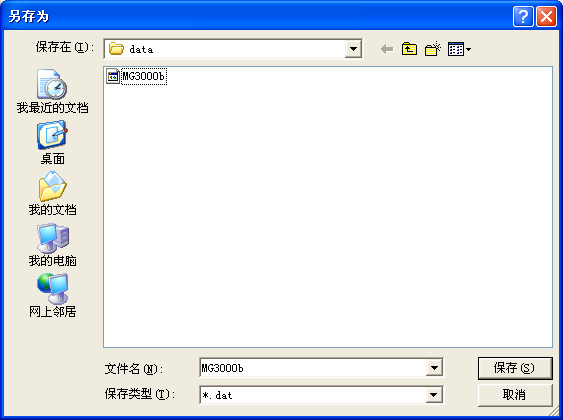 另存为
保存在(I):
data
MG3000b
我最近的文档
桌面
我的文档
我的电脑
网上邻居
文件名(N):
MG3000b
保存(S)
保存类型(T):
*.dat
取消